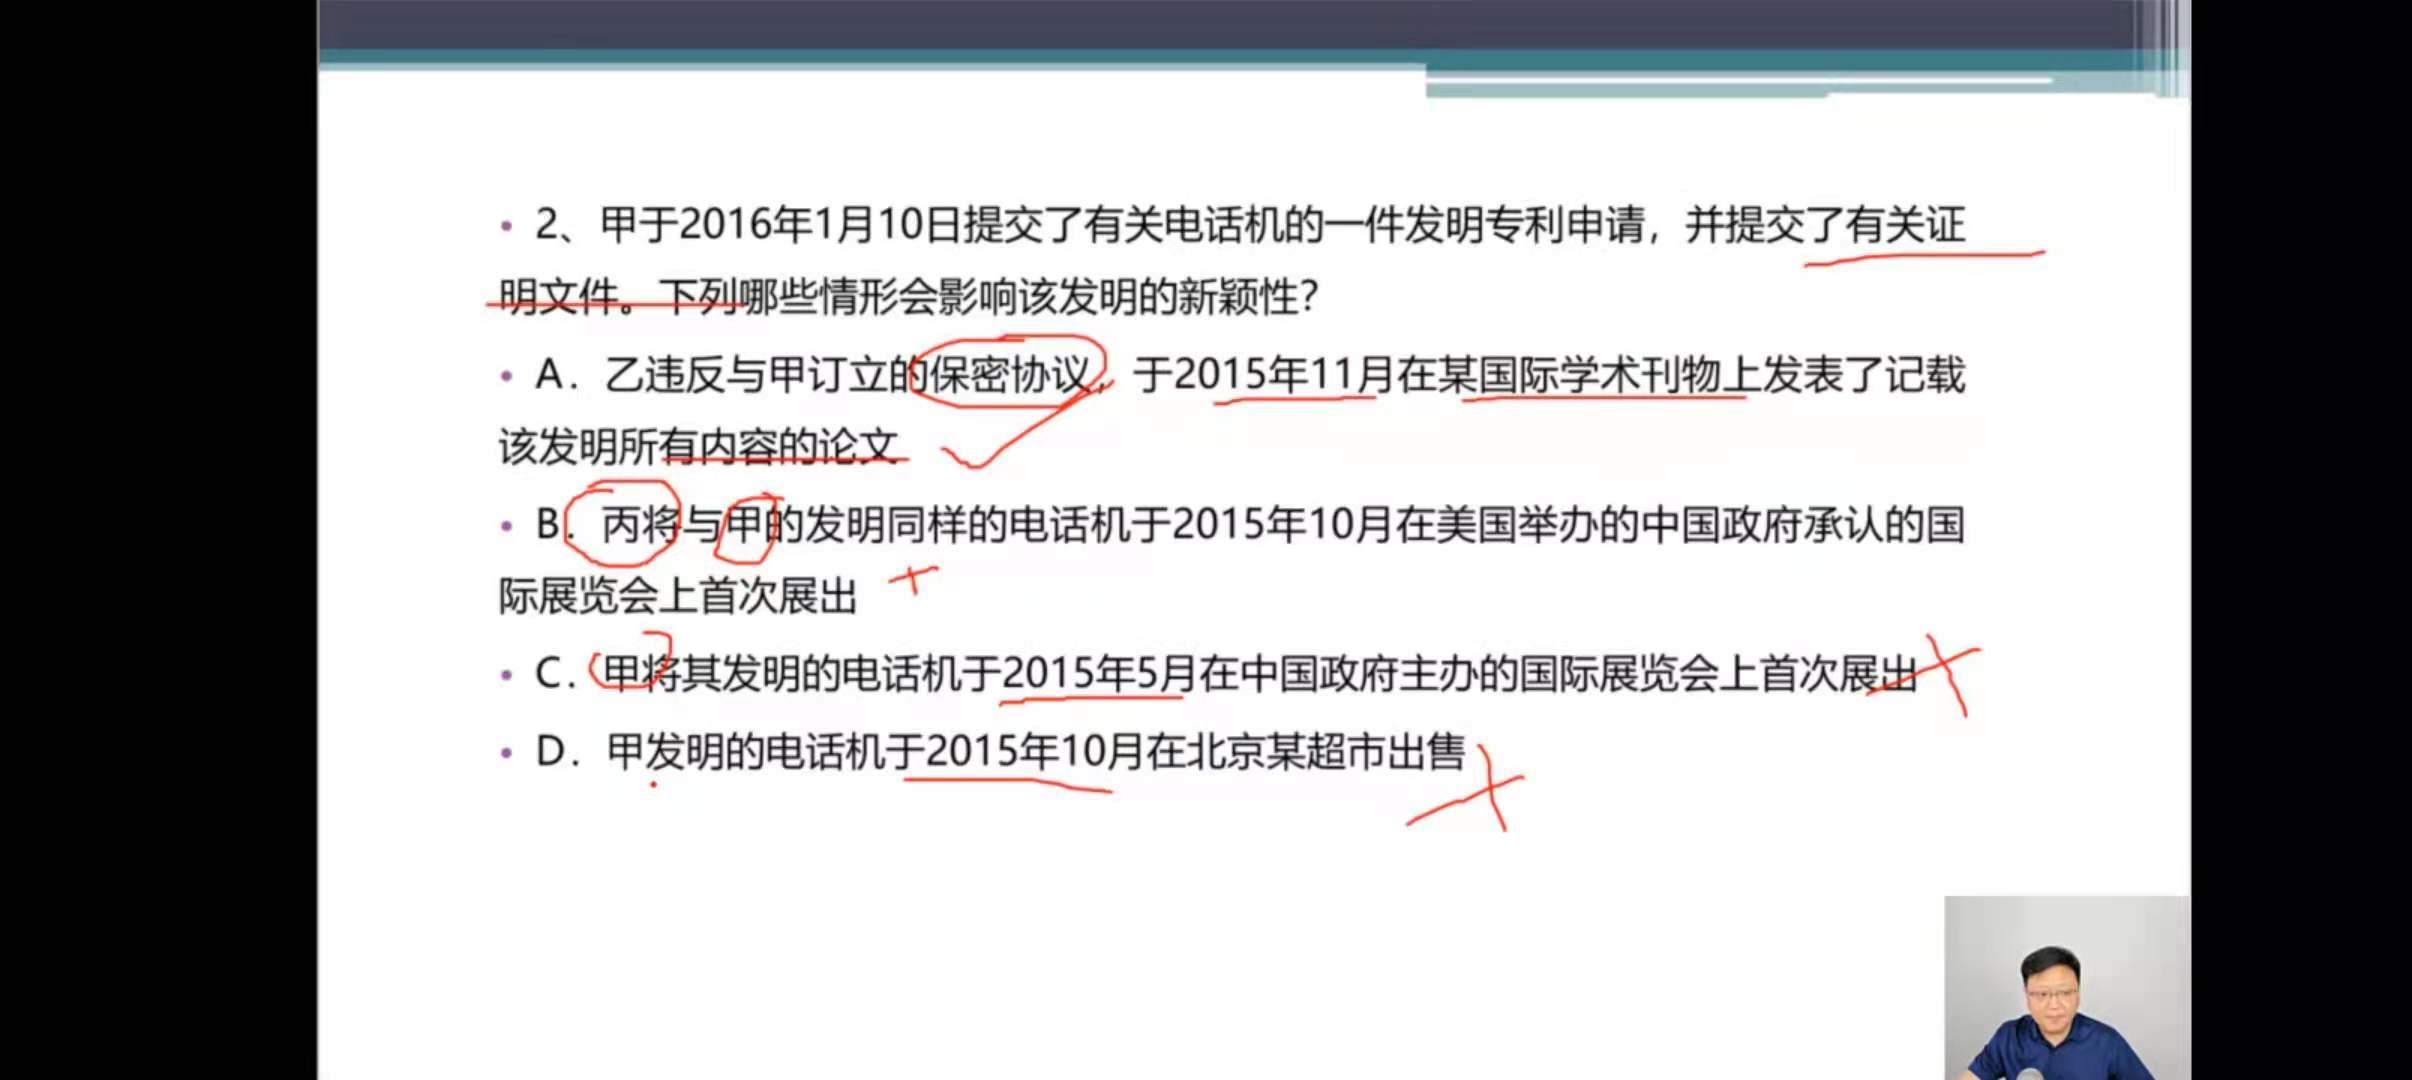 • 2、甲于2016年1月10日提交了有关电话机的一件发明专利申请，并提交了有关证
明文件。下列哪些情形会影响该发明的新颖性？
• A．乙违反与甲订立的保密协议，于2015年11月在某国际学术刊物上发表了记载
该发明所有内容的论文
• B．丙将与甲的发明同样的电话机于2015年10月在美国举办的中国政府承认的国
际展览会上首次展出
• C．甲将其发明的电话机于2015年5月在中国政府主办的国际展览会上首次展出
• D．甲发明的电话机于2015年10月在北京某超市出售